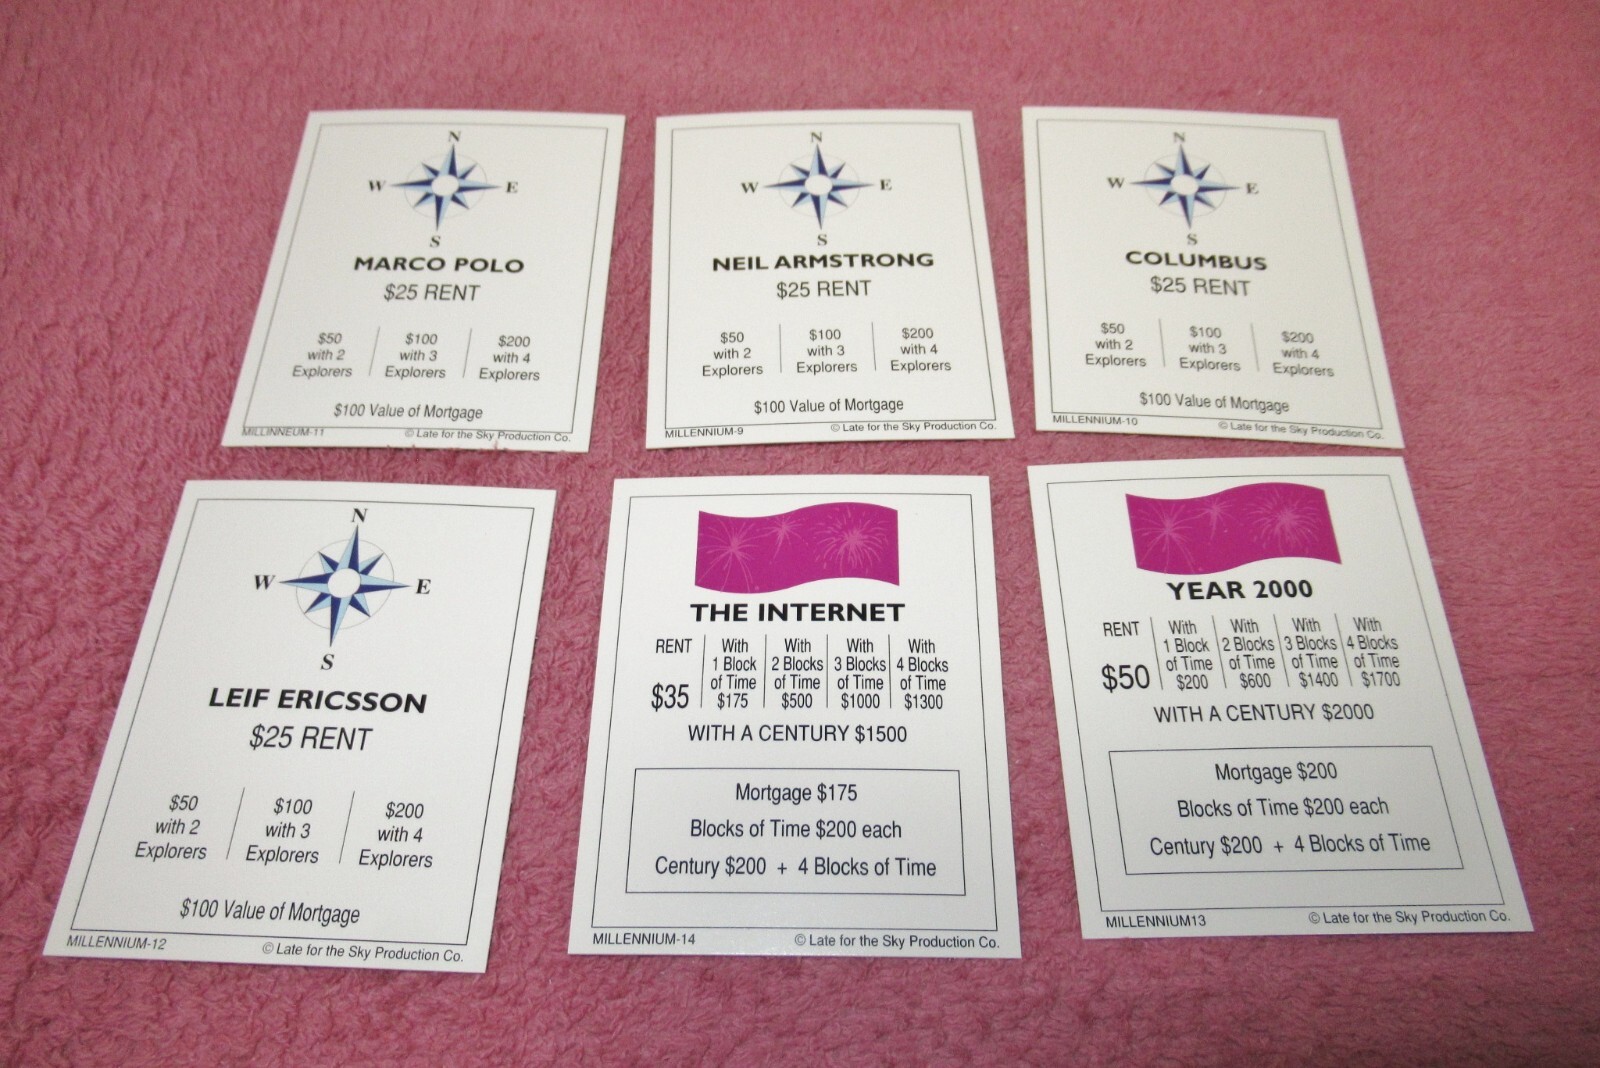 N
W E
S
MARCO POLO
$25 RENT
$50 $100 $200
with 2 with 3 with 4
Explorers Explorers Explorers
$100 Value of Mortgage
MILLINNEUM-11 © Late for the Sky Production Co.
N
W E
S
NEIL ARMSTRONG
$25 RENT
$50 $100 $200
with 2 with 3 with 4
Explorers Explorers Explorers
$100 Value of Mortgage
MILLENNIUM-9 © Late for the Sky Production Co.
N
W E
S
COLUMBUS
$25 RENT
$50 $100 $200
with 2 with 3 with 4
Explorers Explorers Explorers
$100 Value of Mortgage
MILLENNIUM-10 © Late for the Sky Production Co.
N
W E
S
LEIF ERICSSON
$25 RENT
$50 $100 $200
with 2 with 3 with 4
Explorers Explorers Explorers
$100 Value of Mortgage
MILLENNIUM-12 © Late for the Sky Production Co.
THE INTERNET
RENT With With With With
1 Block 2 Blocks 3 Blocks 4 Blocks
of Time of Time of Time of Time
$35 $175 $500 $1000 $1300
WITH A CENTURY $1500
Mortgage $175
Blocks of Time $200 each
Century $200 + 4 Blocks of Time
MILLENNIUM-14 © Late for the Sky Production Co.
YEAR 2000
RENT With With With With
1 Block 2 Blocks 3 Blocks 4 Blocks
of Time of Time of Time of Time
$50 $200 $600 $1400 $1700
WITH A CENTURY $2000
Mortgage $200
Blocks of Time $200 each
Century $200 + 4 Blocks of Time
MILLENNIUM13 © Late for the Sky Production Co.